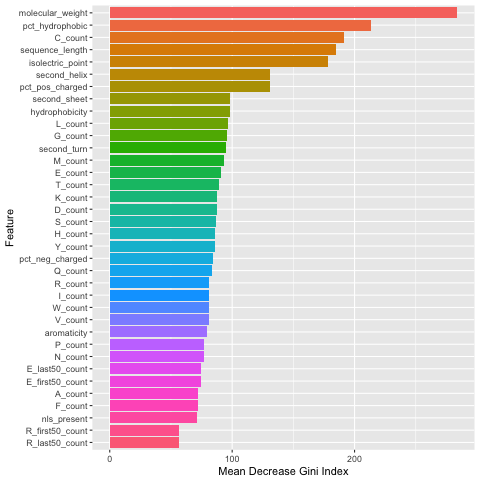 molecular_weight
pct_hydrophobic
C_count
sequence_length
isolectric_point
second_helix
pct_pos_charged
second_sheet
hydrophobicity
L_count
G_count
second_turn
M_count
E_count
T_count
K_count
D_count
S_count
H_count
Y_count
pct_neg_charged
Q_count
R_count
I_count
W_count
V_count
aromaticity
P_count
N_count
E_last50_count
E_first50_count
A_count
F_count
nls_present
R_first50_count
R_last50_count
Feature
0 100 200
Mean Decrease Gini Index